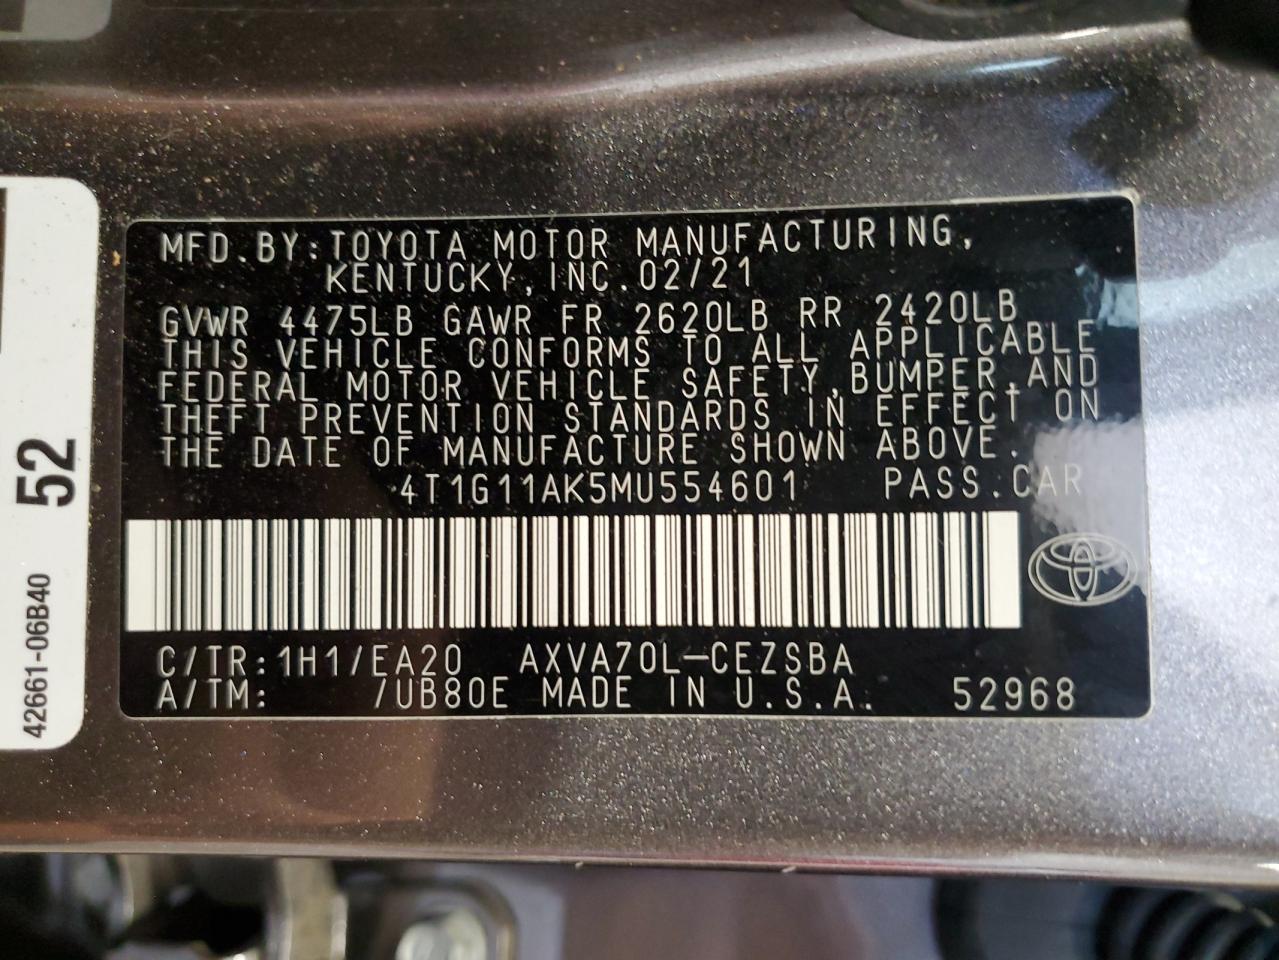 MFD.BY:TOYOTA MOTOR MANUFACTURING,
KENTUCKY,INC.02/21
GVWR 4475LB GAWR FR 2620LB RR 2420LB
THIS VEHICLE CONFORMS TO ALL APPLICABLE
FEDERAL MOTOR VEHICLE SAFETY,BUMPER,AND
THEFT PREVENTION STANDARDS IN EFFECT ON
THE DATE OF MANUFACTURE SHOWN ABOVE.
4T1G11AK5MU554601 PASS.CAR
C/TR:1H1/EA20 AXVA70L-CEZSBA
A/TM: /UB80E MADE IN U.S.A. 52968
52
42661-06B40